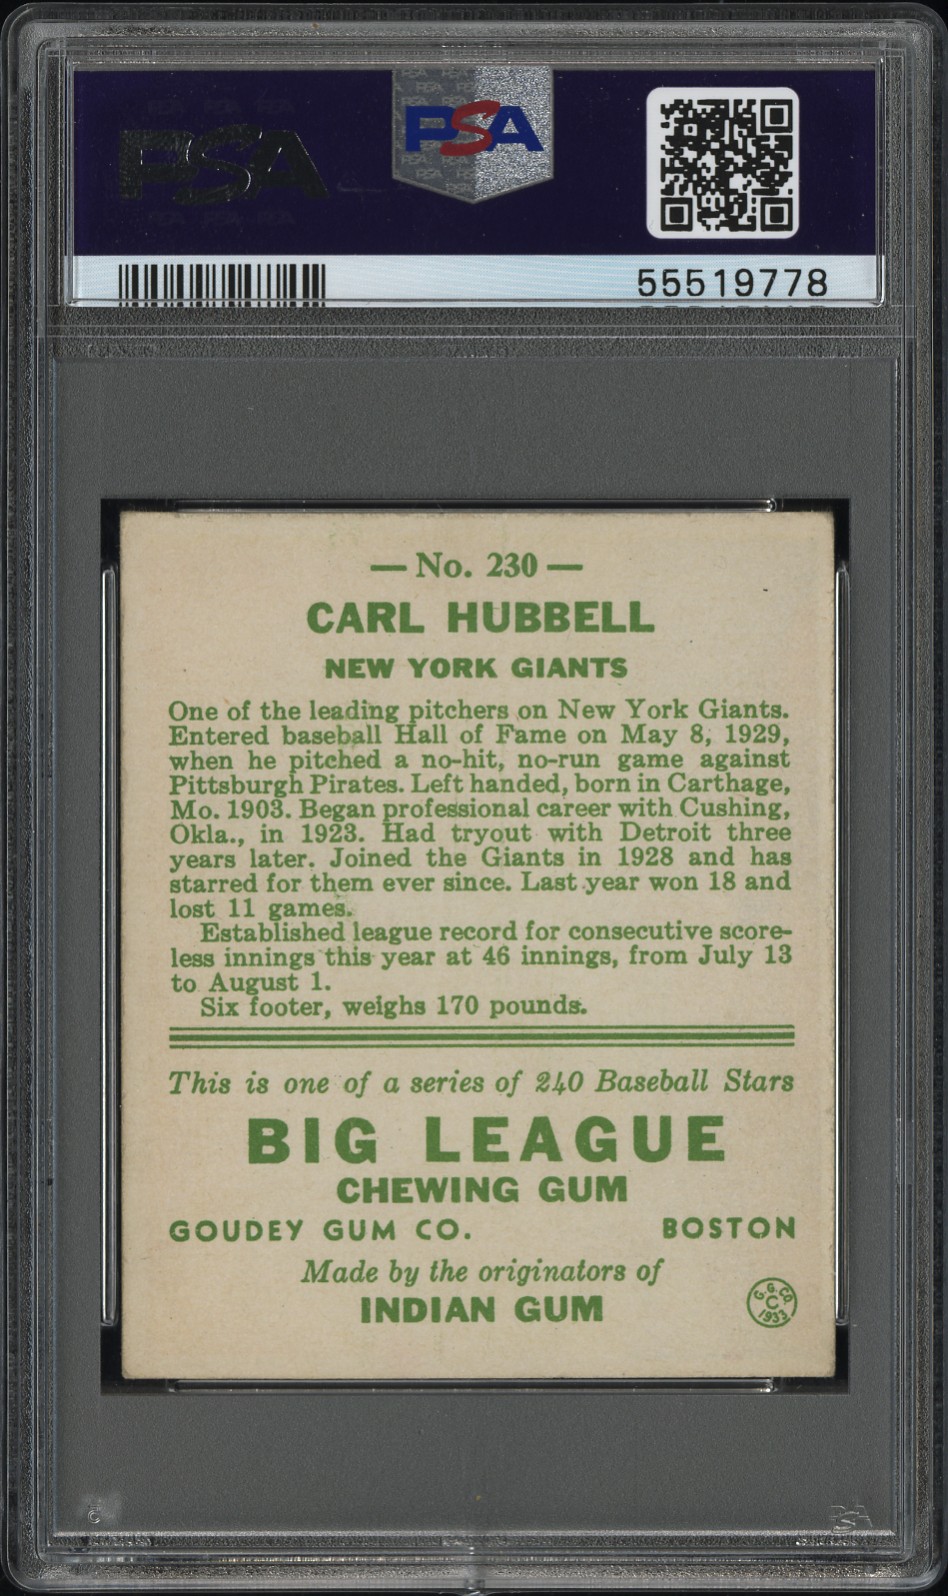 PSA
PSA
55519778
— No. 230 —
CARL HUBBELL
NEW YORK GIANTS
One of the leading pitchers on New York Giants.
Entered baseball Hall of Fame on May 8, 1929,
when he pitched a no-hit, no-run game against
Pittsburgh Pirates. Left handed, born in Carthage,
Mo. 1903. Began professional career with Cushing,
Okla., in 1923. Had tryout with Detroit three
years later. Joined the Giants in 1928 and has
starred for them ever since. Last year won 18 and
lost 11 games.
Established league record for consecutive score-
less innings this year at 46 innings, from July 13
to August 1.
Six footer, weighs 170 pounds.
This is one of a series of 240 Baseball Stars
BIG LEAGUE
CHEWING GUM
GOUDEY GUM CO. BOSTON
Made by the originators of
INDIAN GUM
G.G.CO.
C
1933
PSA